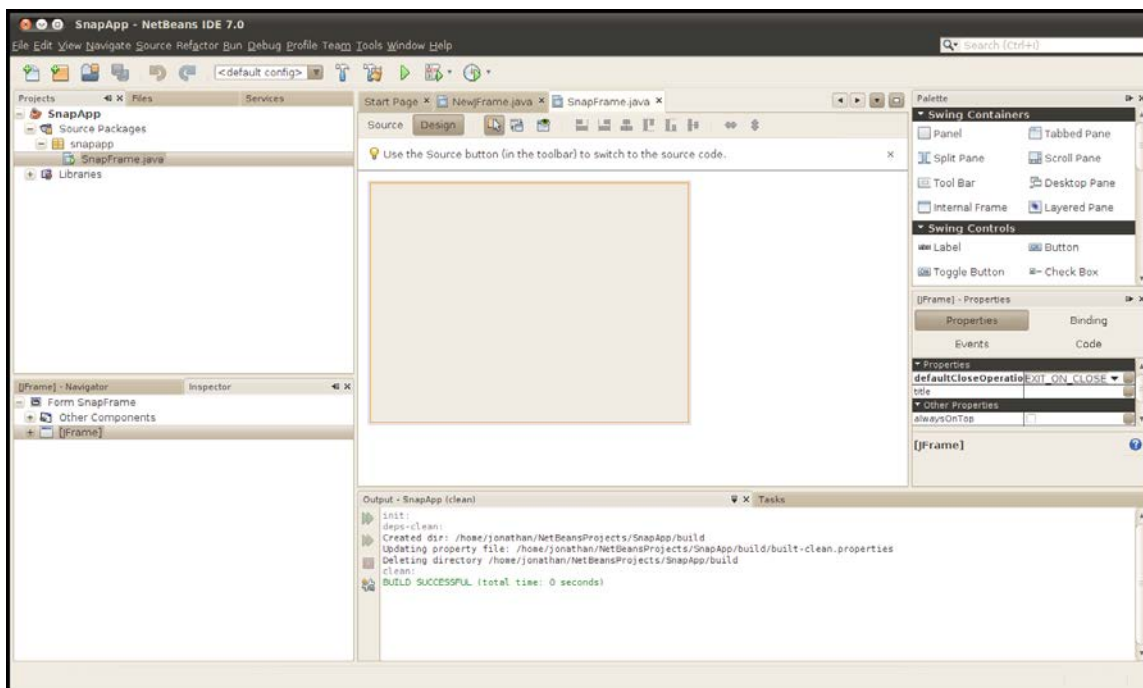 SnapApp - NetBeans IDE 7.0
File Edit View Navigate Source Refactor Run Debug Profile Team Tools Window Help
Search (Ctrl+I)
<default config>
Projects Files Services
SnapApp
Source Packages
snapapp
SnapFrame.java
Libraries
Start Page NewJFrame.java SnapFrame.java
Source Design
Use the Source button (in the toolbar) to switch to the source code.
Palette
Swing Containers
Panel Tabbed Pane
Split Pane Scroll Pane
Tool Bar Desktop Pane
Internal Frame Layered Pane
Swing Controls
Label Button
Toggle Button Check Box
[JFrame] - Properties
Properties Binding
Events Code
Properties
defaultCloseOperatio EXIT_ON_CLOSE
title
Other Properties
alwaysOnTop
[JFrame]
[JFrame] - Navigator Inspector
Form SnapFrame
Other Components
[JFrame]
Output - SnapApp (clean) Tasks
init:
deps-clean:
Created dir: /home/jonathan/NetBeansProjects/SnapApp/build
Updating property file: /home/jonathan/NetBeansProjects/SnapApp/build/built-clean.properties
Deleting directory /home/jonathan/NetBeansProjects/SnapApp/build
clean:
BUILD SUCCESSFUL (total time: 0 seconds)